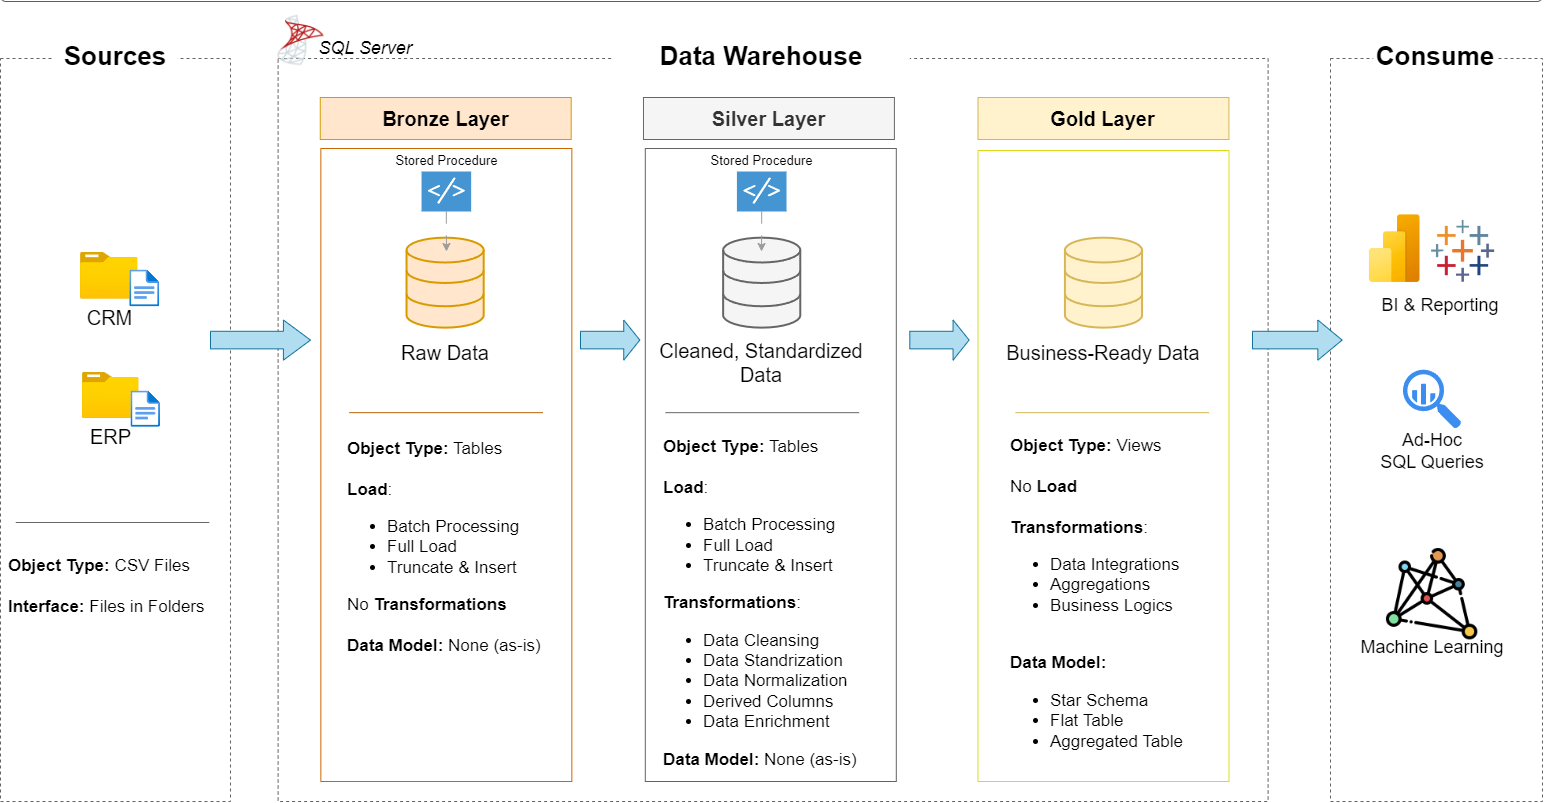 Sources
SQL Server
Data Warehouse
Consume
CRM
ERP
Object Type: CSV Files
Interface: Files in Folders
Bronze Layer
Stored Procedure
</>
Raw Data
Object Type: Tables
Load:
• Batch Processing
• Full Load
• Truncate & Insert
No Transformations
Data Model: None (as-is)
Silver Layer
Stored Procedure
</>
Cleaned, Standardized
Data
Object Type: Tables
Load:
• Batch Processing
• Full Load
• Truncate & Insert
Transformations:
• Data Cleansing
• Data Standrization
• Data Normalization
• Derived Columns
• Data Enrichment
Data Model: None (as-is)
Gold Layer
Business-Ready Data
Object Type: Views
No Load
Transformations:
• Data Integrations
• Aggregations
• Business Logics
Data Model:
• Star Schema
• Flat Table
• Aggregated Table
BI & Reporting
Ad-Hoc
SQL Queries
Machine Learning